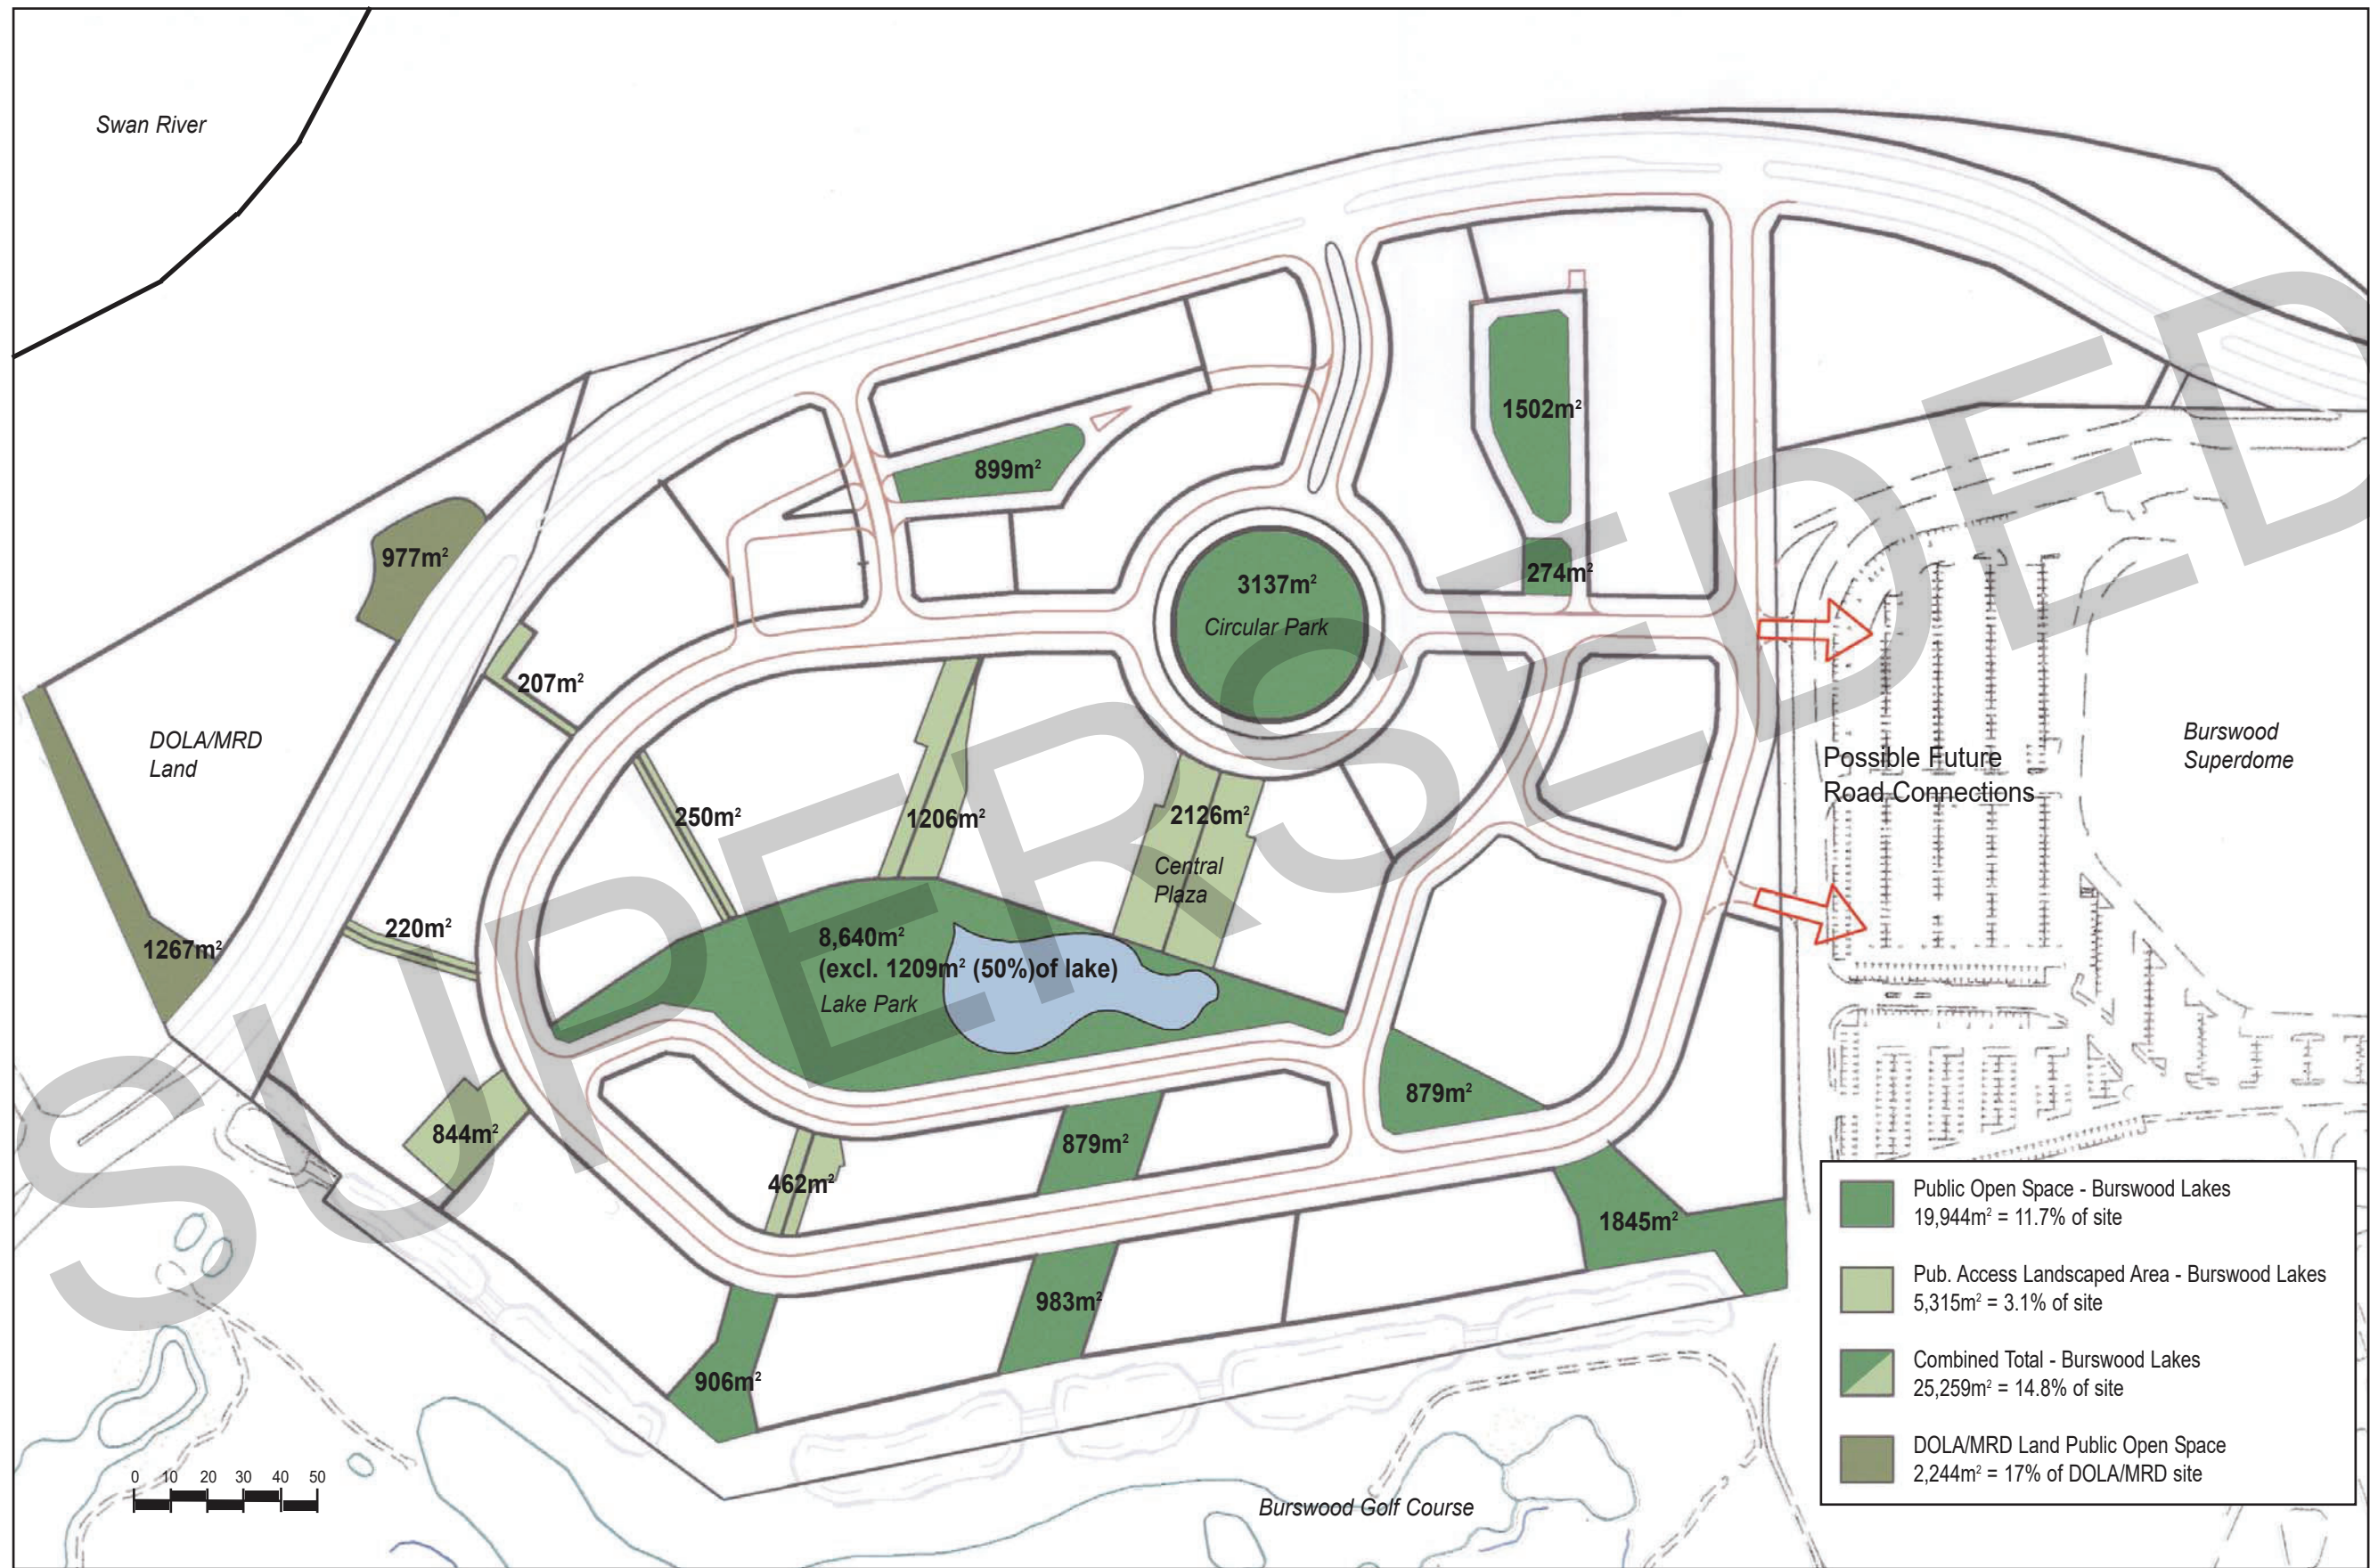 Swan River
1502m²
899m²
977m²
3137m²
Circular Park
274m²
207m²
DOLA/MRD
Land
Burswood
Superdome
Possible Future
Road Connections
250m²
1206m²
2126m²
Central
Plaza
220m²
1267m²
8,640m²
(excl. 1209m² (50%)of lake)
Lake Park
879m²
844m²
879m²
462m²
1845m²
983m²
906m²
SUPERSEDED
Public Open Space - Burswood Lakes
19,944m² = 11.7% of site
Pub. Access Landscaped Area - Burswood Lakes
5,315m² = 3.1% of site
Combined Total - Burswood Lakes
25,259m² = 14.8% of site
DOLA/MRD Land Public Open Space
2,244m² = 17% of DOLA/MRD site
0 10 20 30 40 50
Burswood Golf Course